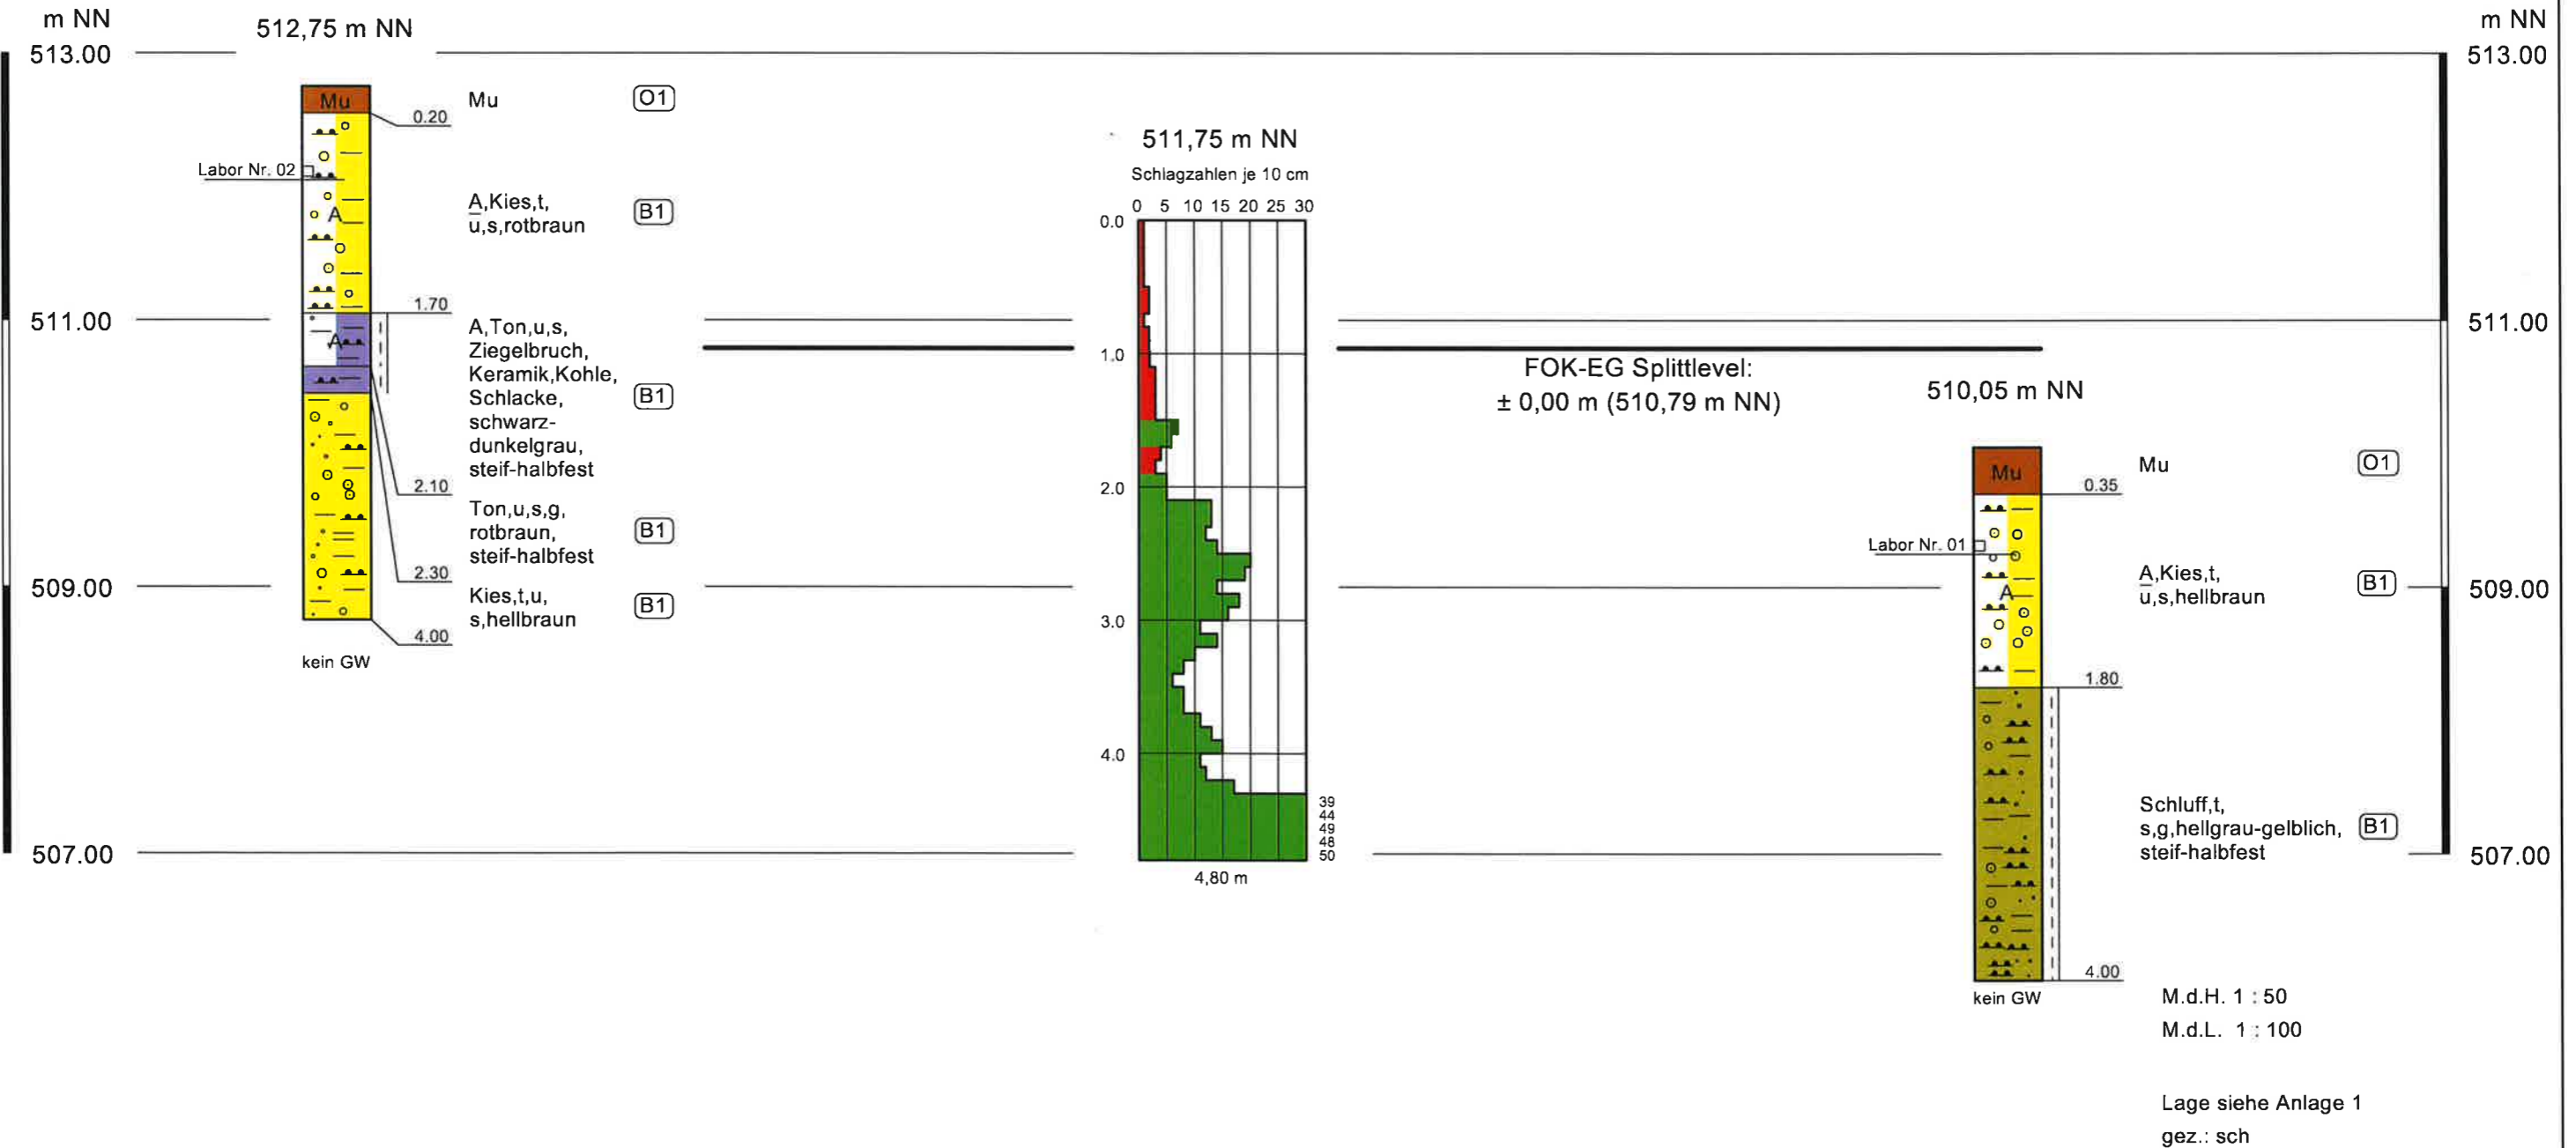 m NN
513.00
511.00
509.00
507.00
512,75 m NN
Mu
Labor Nr. 02
A
A
kein GW
0.20
1.70
2.10
2.30
4.00
Mu
O1
A,Kies,t,
u,s,rotbraun
B1
A,Ton,u,s,
Ziegelbruch,
Keramik,Kohle,
Schlacke,
schwarz-
dunkelgrau,
steif-halbfest
B1
Ton,u,s,g,
rotbraun,
steif-halbfest
B1
Kies,t,u,
s,hellbraun
B1
511,75 m NN
Schlagzahlen je 10 cm
0 5 10 15 20 25 30
0.0
1.0
2.0
3.0
4.0
39
44
49
48
50
4,80 m
FOK-EG Splittlevel:
± 0,00 m (510,79 m NN)
510,05 m NN
Mu
Labor Nr. 01
A
kein GW
0.35
1.80
4.00
Mu
O1
A,Kies,t,
u,s,hellbraun
B1
Schluff,t,
s,g,hellgrau-gelblich,
steif-halbfest
B1
m NN
513.00
511.00
509.00
507.00
M.d.H. 1 : 50
M.d.L. 1 : 100
Lage siehe Anlage 1
gez.: sch